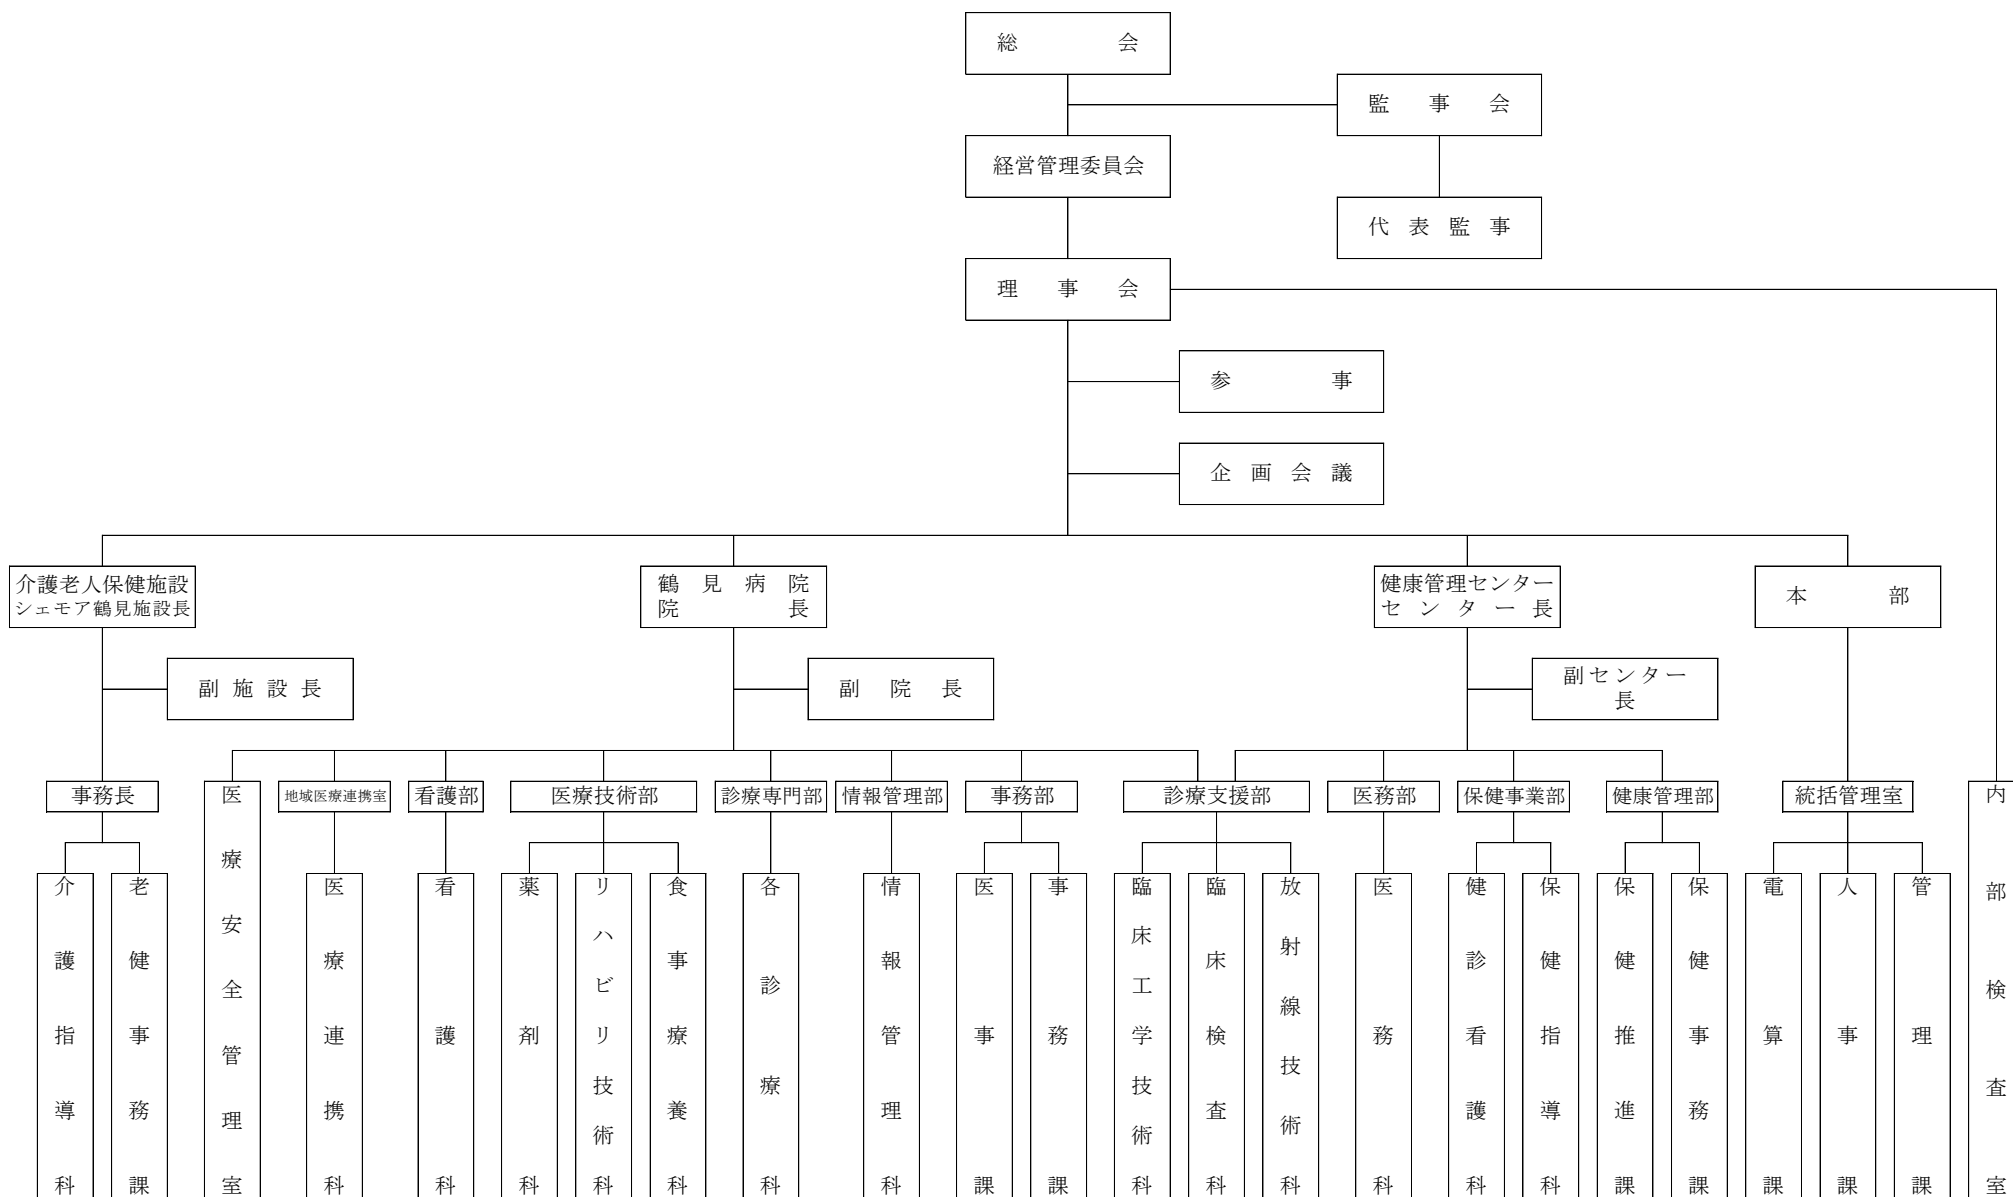 総会
監事会
経営管理委員会
代表監事
理事会
参事
企画会議
介護老人保健施設
シェモア鶴見施設長
鶴見病院
院長
健康管理センター
センター長
本部
副施設長
副院長
副センター
長
事務長
医療安全管理室
地域医療連携室
看護部
医療技術部
診療専門部
情報管理部
事務部
診療支援部
医務部
保健事業部
健康管理部
統括管理室
内部検査室
介護指導科
老健事務課
医療連携科
看護科
薬剤科
リハビリ技術科
食事療養科
各診療科
情報管理科
医事課
事務課
臨床工学技術科
臨床検査科
放射線技術科
医務科
健診看護科
保健指導科
保健推進課
保健事務課
電算課
人事課
管理課